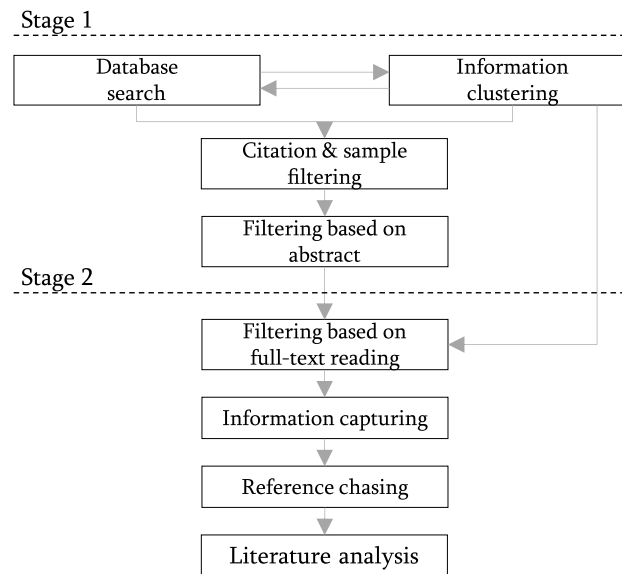 Stage 1
Database
search
Information
clustering
Citation & sample
filtering
Filtering based on
abstract
Stage 2
Filtering based on
full-text reading
Information capturing
Reference chasing
Literature analysis